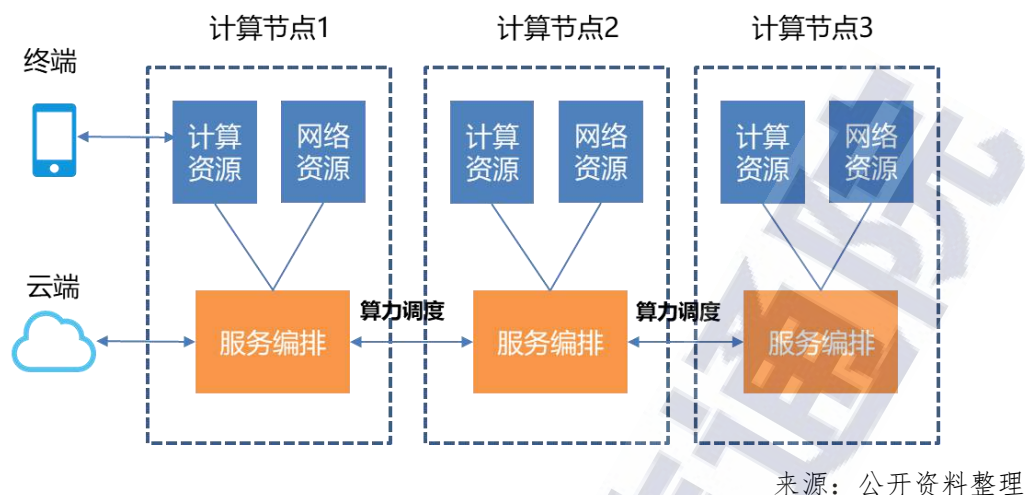 计算节点1
计算节点2
计算节点3
终端
计算
资源
网络
资源
计算
资源
网络
资源
计算
资源
网络
资源
云端
服务编排
算力调度
服务编排
算力调度
服务编排
来源：公开资料整理